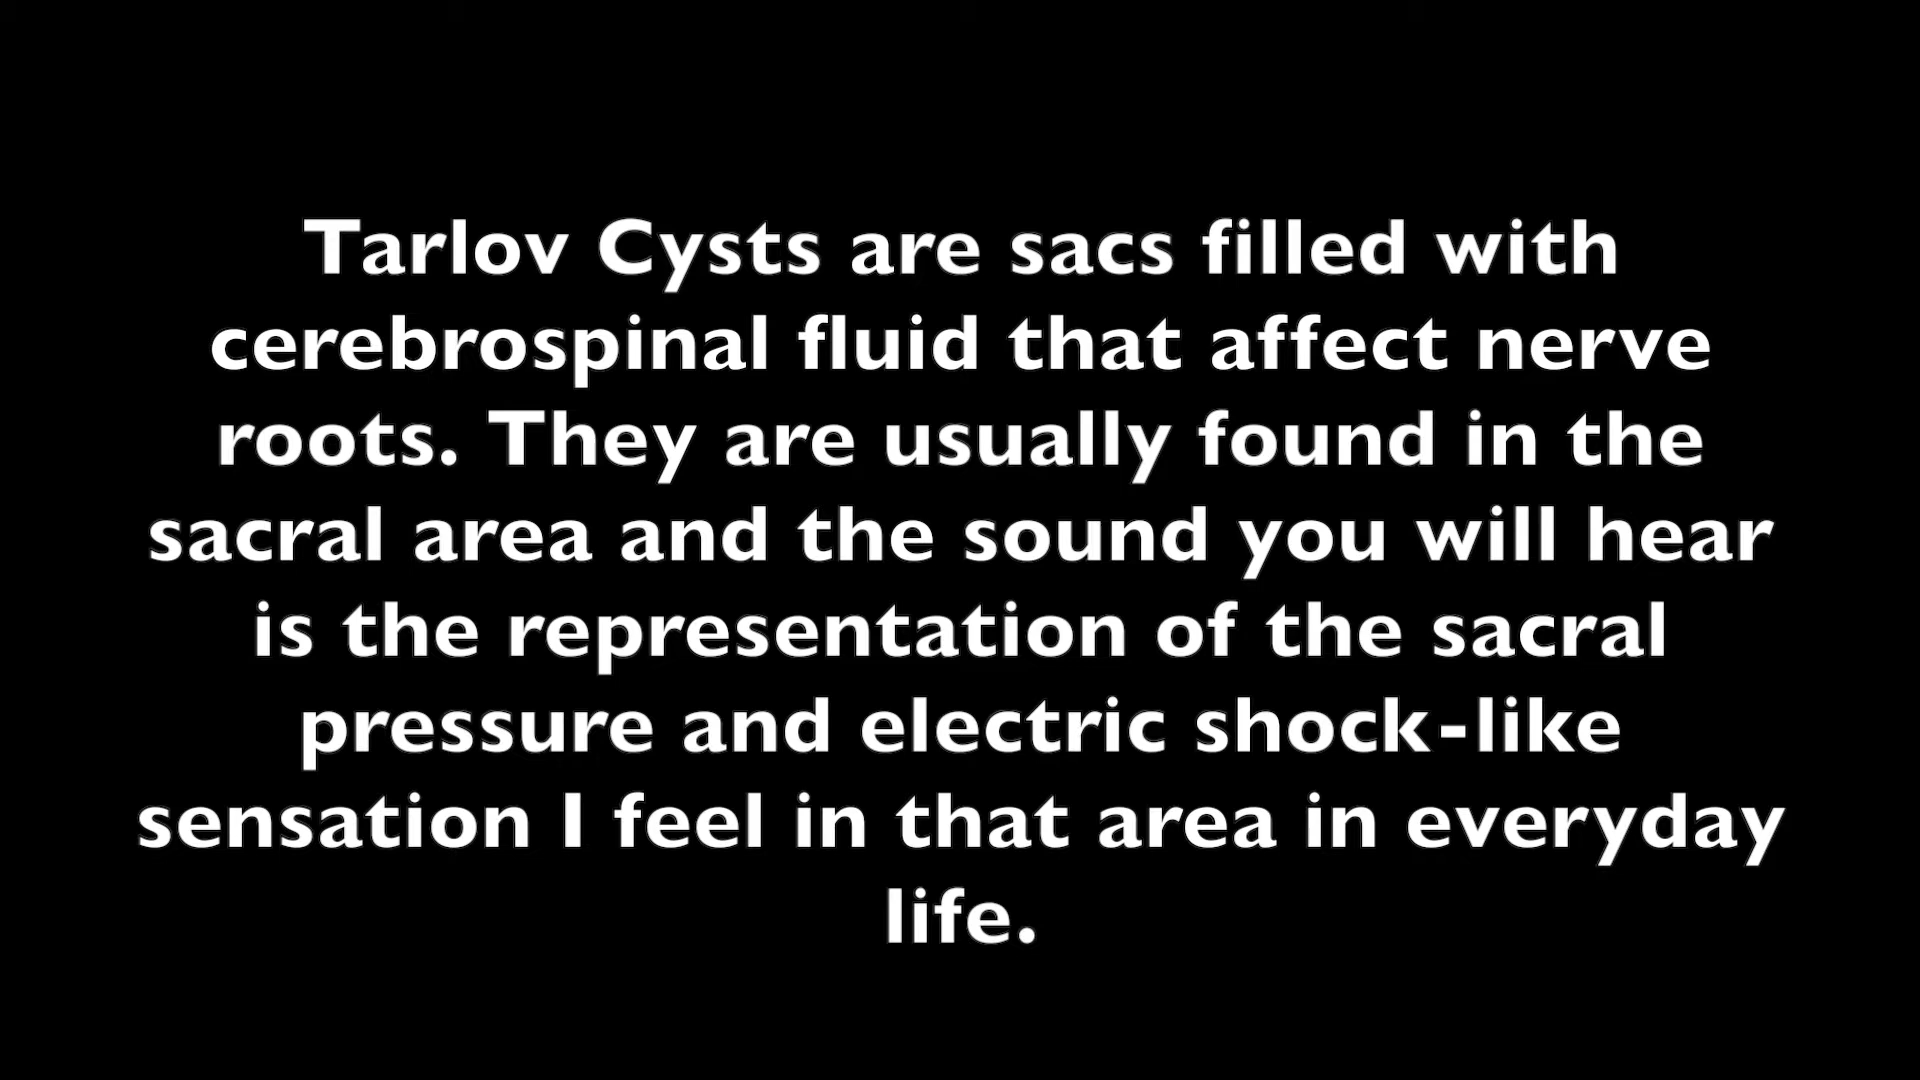 Tarlov Cysts are sacs filled with
cerebrospinal fluid that affect nerve
roots. They are usually found in the
sacral area and the sound you will hear
is the representation of the sacral
pressure and electric shock-like
sensation I feel in that area in everyday
life.